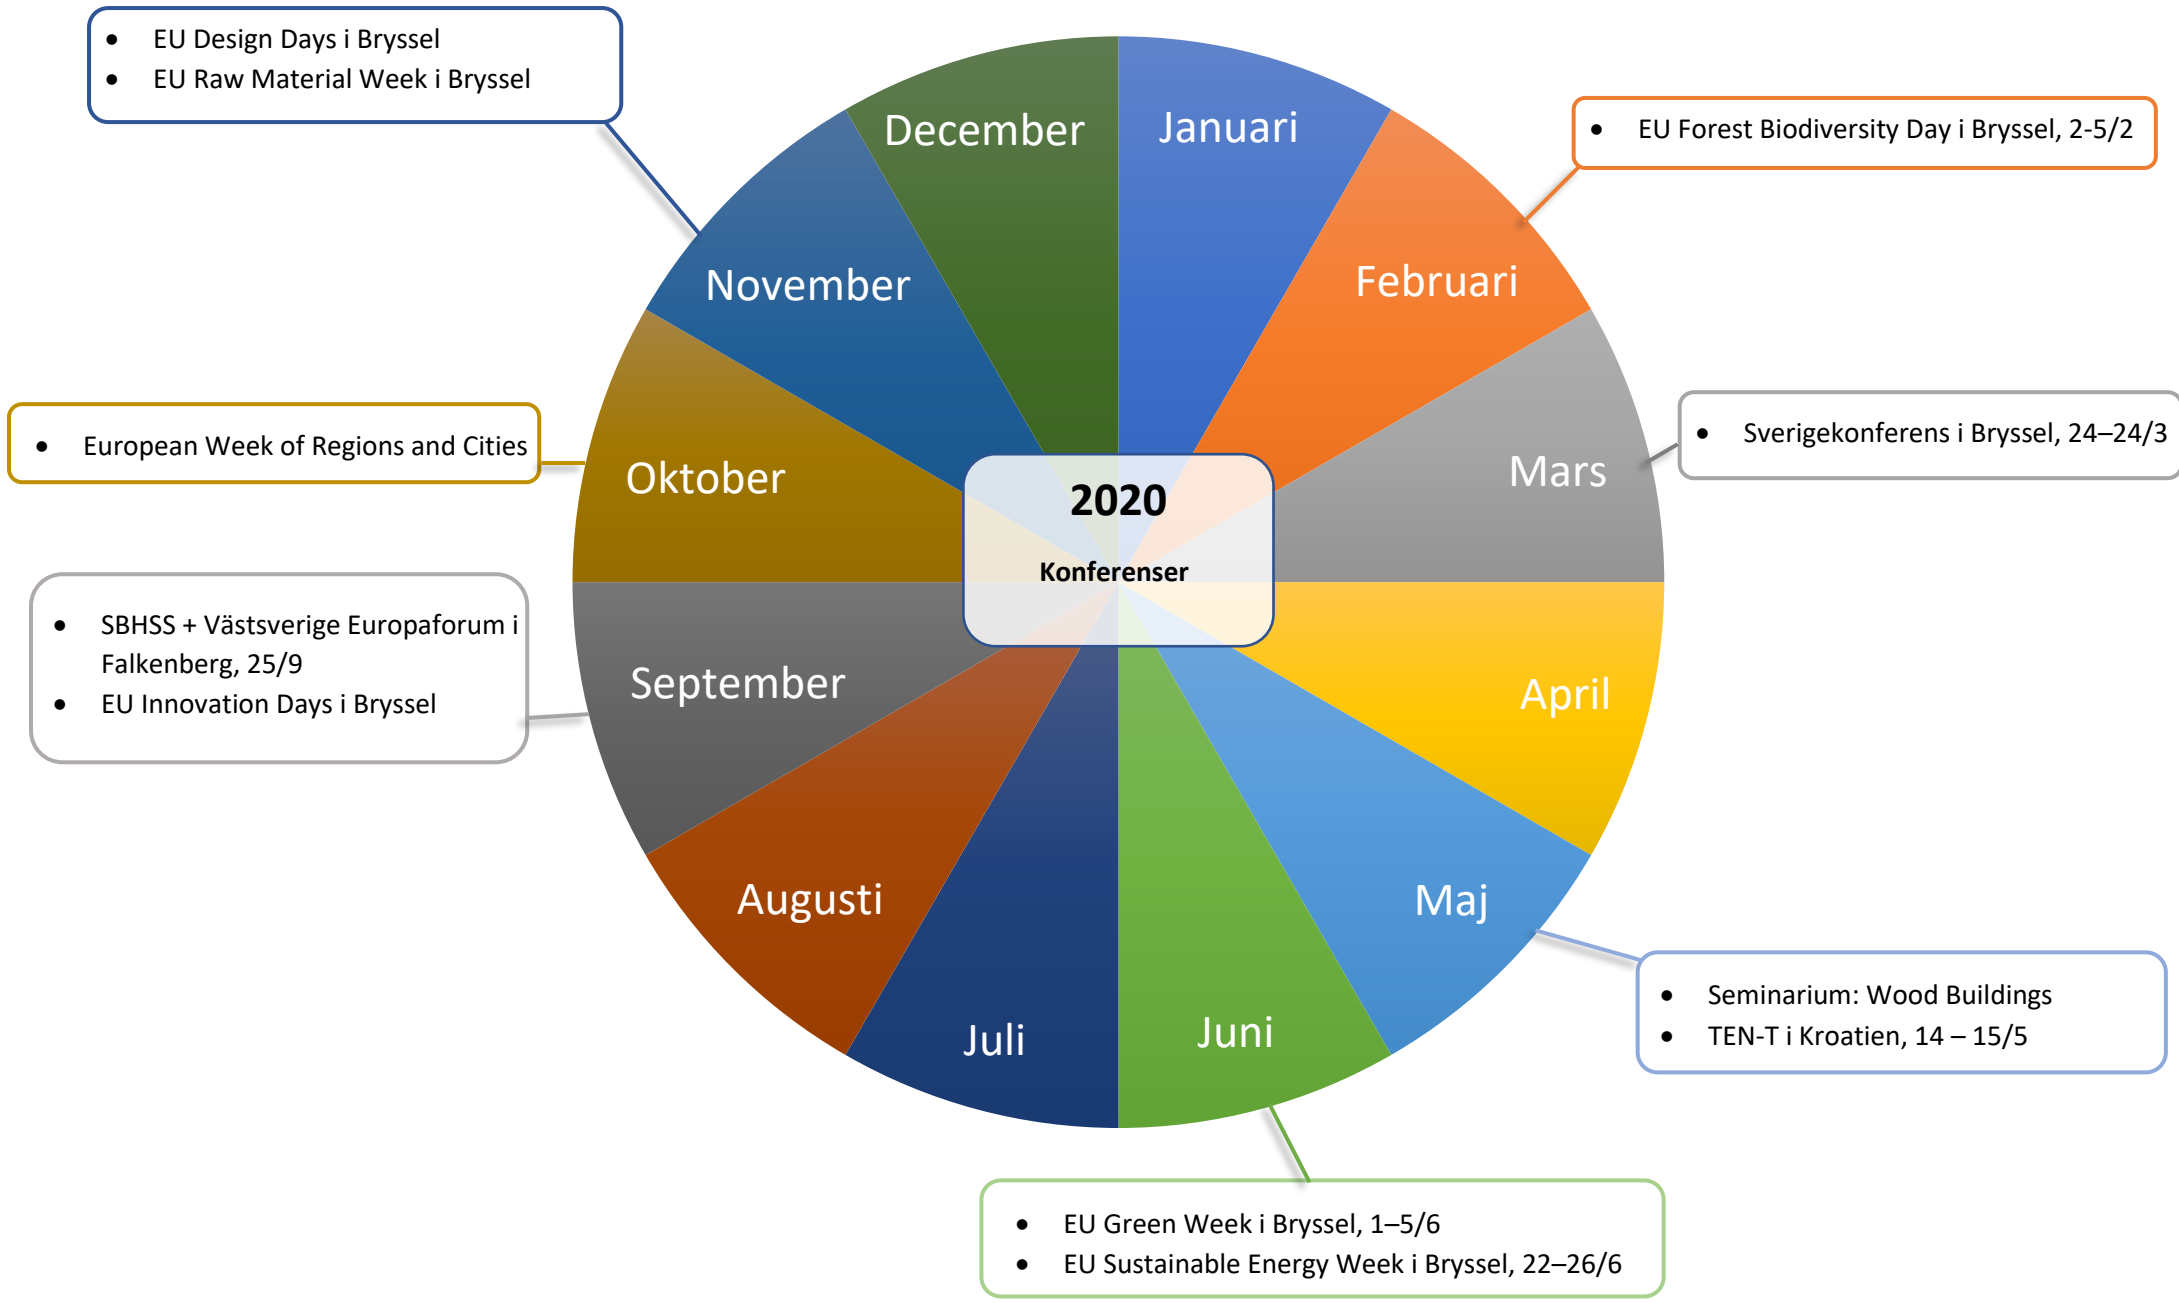 • EU Design Days i Bryssel
• EU Raw Material Week i Bryssel
December
Januari
• EU Forest Biodiversity Day i Bryssel, 2-5/2
November
Februari
• European Week of Regions and Cities
Oktober
2020
Konferenser
Mars
• Sverigekonferens i Bryssel, 24–24/3
• SBHSS + Västsverige Europaforum i
Falkenberg, 25/9
• EU Innovation Days i Bryssel
September
April
Augusti
Maj
• Seminarium: Wood Buildings
• TEN-T i Kroatien, 14 – 15/5
Juli
Juni
• EU Green Week i Bryssel, 1–5/6
• EU Sustainable Energy Week i Bryssel, 22–26/6